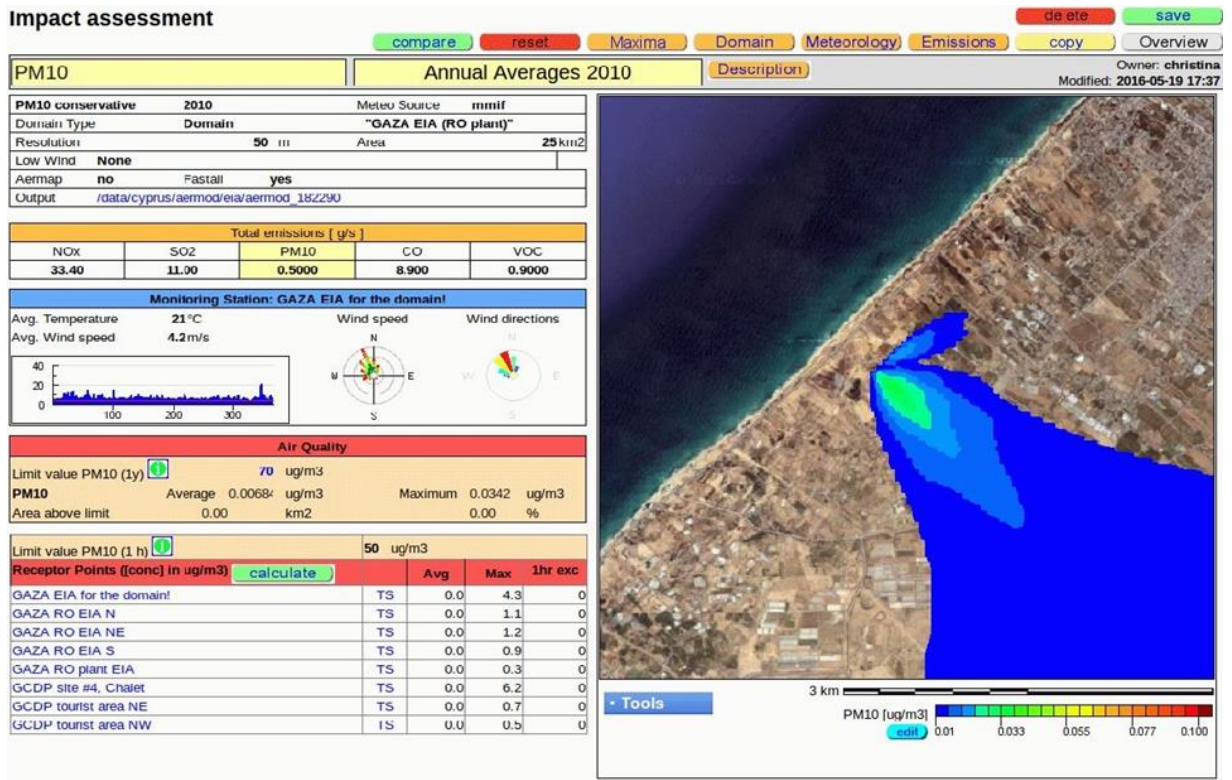 Impact assessment
de ete save
compare reset Maxima Domain Meteorology Emissions copy Overview
PM10 Annual Averages 2010 Description Owner: christina
Modified: 2016-05-19 17:37
PM10 conservative 2010 Meteo Source mmif
Domain Type Domain "GAZA EIA (RO plant)"
Resolution 50 m Area 25 km2
Low Wind None
Aermap no Fastall yes
Output /data/cyprus/aermod/eia/aermod_182290
Total emissions [ g/s ]
NOx SO2 PM10 CO VOC
33.40 11.00 0.5000 8.900 0.9000
Monitoring Station: GAZA EIA for the domain!
Avg. Temperature 21°C Wind speed Wind directions
Avg. Wind speed 4.2m/s
N
W E
S
N
W E
S
40
20
0
100 200 300
Air Quality
Limit value PM10 (1y) 70 ug/m3
PM10 Average 0.00684 ug/m3 Maximum 0.0342 ug/m3
Area above limit 0.00 km2 0.00 %
Limit value PM10 (1 h) 50 ug/m3
Receptor Points ([conc] in ug/m3) calculate Avg Max 1hr exc
GAZA EIA for the domain! TS 0.0 4.3 0
GAZA RO EIA N TS 0.0 1.1 0
GAZA RO EIA NE TS 0.0 1.2 0
GAZA RO EIA S TS 0.0 0.9 0
GAZA RO plant EIA TS 0.0 0.3 0
GCDP site #4, Chalet TS 0.0 6.2 0
GCDP tourist area NE TS 0.0 0.7 0
GCDP tourist area NW TS 0.0 0.5 0
Tools
3 km
PM10 [ug/m3]
edit 0.01 0.033 0.055 0.077 0.100